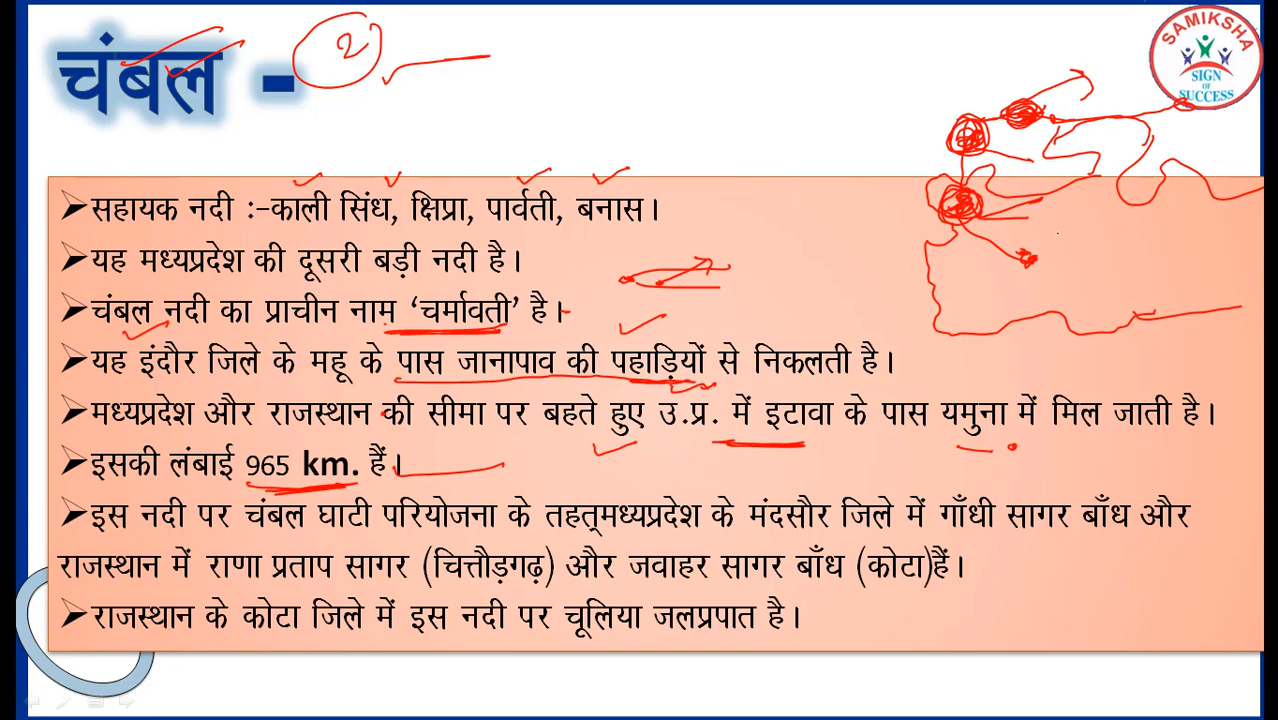 चंबल -
2
SAMIKSHA
SIGN
OF
SUCCESS
➢सहायक नदी :–काली सिंध, क्षिप्रा, पार्वती, बनास।
➢यह मध्यप्रदेश की दूसरी बड़ी नदी है।
➢चंबल नदी का प्राचीन नाम ‘चर्मावती’ है।
➢यह इंदौर जिले के महू के पास जानापाव की पहाड़ियों से निकलती है।
➢मध्यप्रदेश और राजस्थान की सीमा पर बहते हुए उ.प्र. में इटावा के पास यमुना में मिल जाती है।
➢इसकी लंबाई 965 km. हैं।
➢इस नदी पर चंबल घाटी परियोजना के तहत्मध्यप्रदेश के मंदसौर जिले में गाँधी सागर बाँध और
राजस्थान में राणा प्रताप सागर (चित्तौड़गढ़) और जवाहर सागर बाँध (कोटा)हैं।
➢राजस्थान के कोटा जिले में इस नदी पर चूलिया जलप्रपात है।